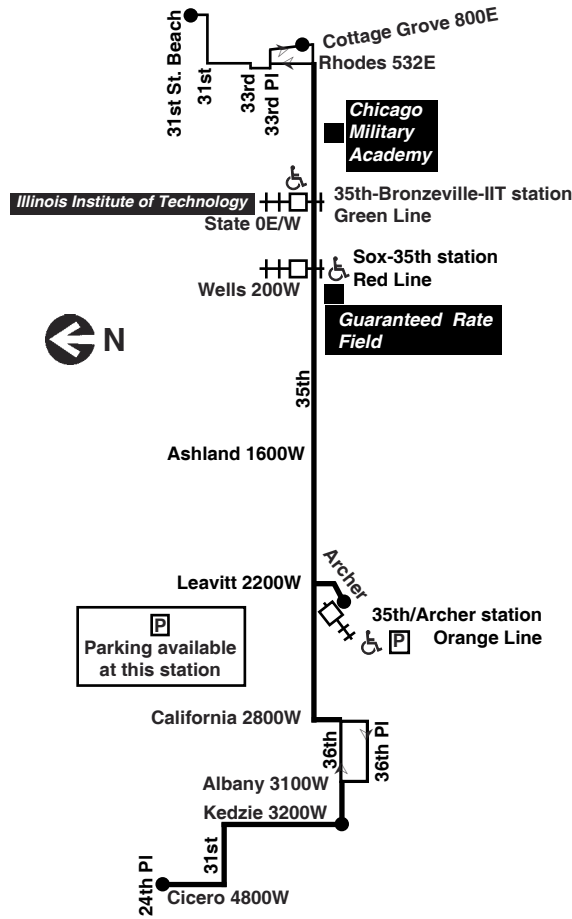 Cottage Grove 800E
Rhodes 532E
31st St. Beach
31st
33rd
33rd Pl
Chicago
Military
Academy
Illinois Institute of Technology
35th-Bronzeville-IIT station
Green Line
State 0E/W
Sox-35th station
Red Line
Wells 200W
Guaranteed Rate
Field
N
35th
Ashland 1600W
Archer
Leavitt 2200W
35th/Archer station
Orange Line
P
P
Parking available
at this station
California 2800W
36th
36th Pl
Albany 3100W
Kedzie 3200W
31st
24th Pl
Cicero 4800W